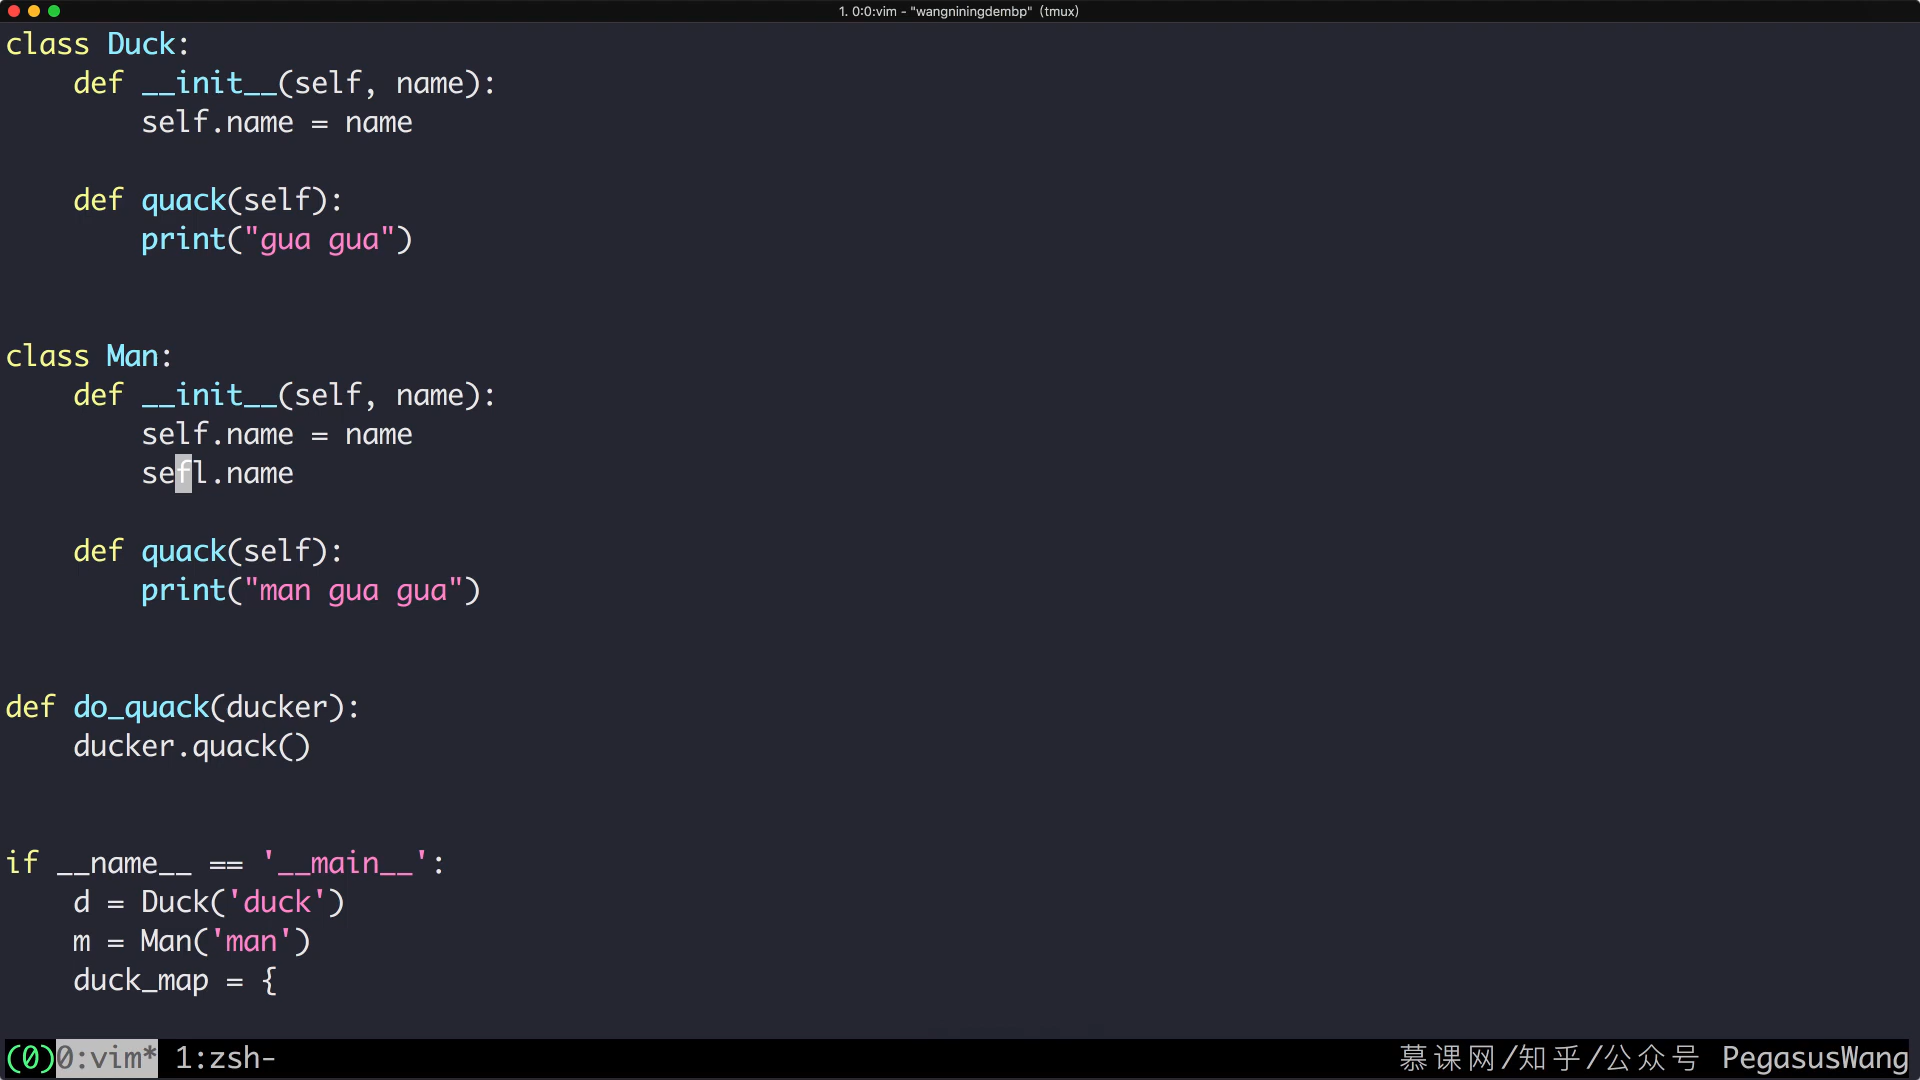 1. 0:0:vim - "wangniningdembp" (tmux)
class Duck:
    def __init__(self, name):
        self.name = name
    def quack(self):
        print("gua gua")
class Man:
    def __init__(self, name):
        self.name = name
        sefl.name
    def quack(self):
        print("man gua gua")
def do_quack(ducker):
    ducker.quack()
if __name__ == '__main__':
    d = Duck('duck')
    m = Man('man')
    duck_map = {
(0)0:vim* 1:zsh- 慕课网/知乎/公众号 PegasusWang